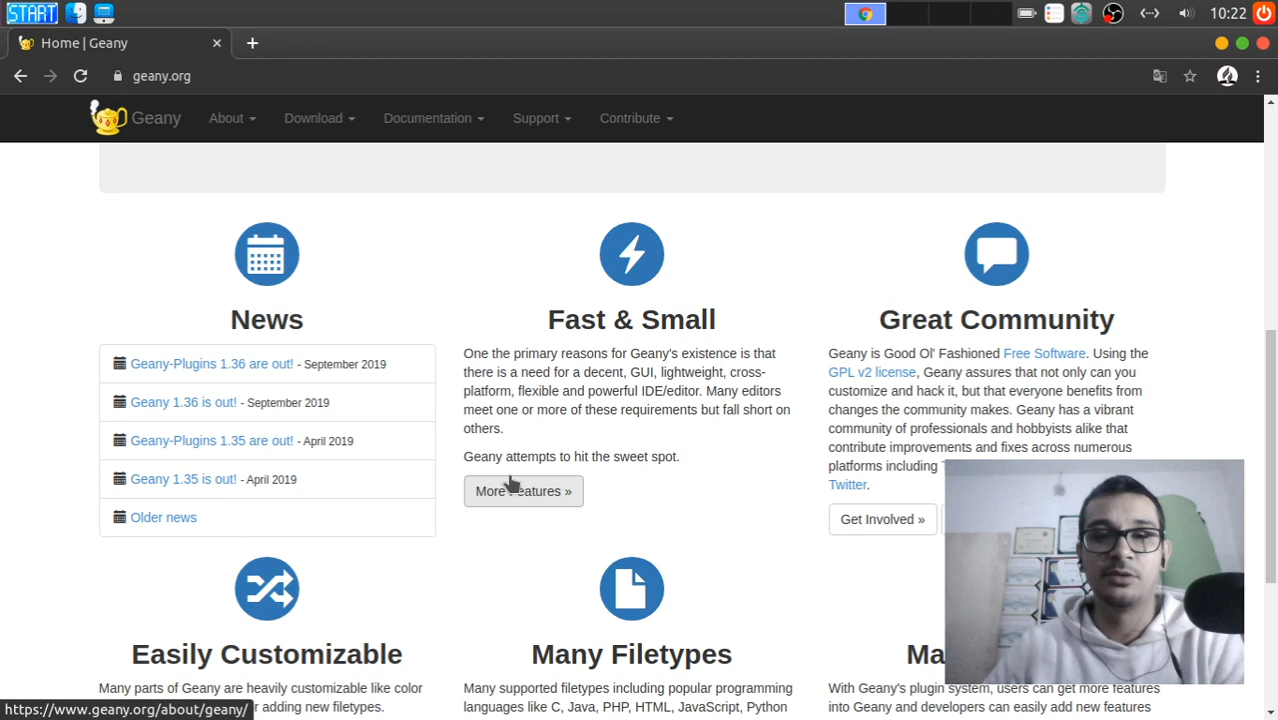 START
10:22
Home | Geany
geany.org
Geany
About
Download
Documentation
Support
Contribute
News
Geany-Plugins 1.36 are out! - September 2019
Geany 1.36 is out! - September 2019
Geany-Plugins 1.35 are out! - April 2019
Geany 1.35 is out! - April 2019
Older news
Fast & Small
One the primary reasons for Geany's existence is that
there is a need for a decent, GUI, lightweight, cross-
platform, flexible and powerful IDE/editor. Many editors
meet one or more of these requirements but fall short on
others.
Geany attempts to hit the sweet spot.
More Features »
Great Community
Geany is Good Ol' Fashioned Free Software. Using the
GPL v2 license, Geany assures that not only can you
customize and hack it, but that everyone benefits from
changes the community makes. Geany has a vibrant
community of professionals and hobbyists alike that
contribute improvements and fixes across numerous
platforms including
Twitter.
Get Involved »
Easily Customizable
Many parts of Geany are heavily customizable like color
adding new filetypes.
Many Filetypes
Many supported filetypes including popular programming
languages like C, Java, PHP, HTML, JavaScript, Python
With Geany's plugin system, users can get more features
into Geany and developers can easily add new features
https://www.geany.org/about/geany/